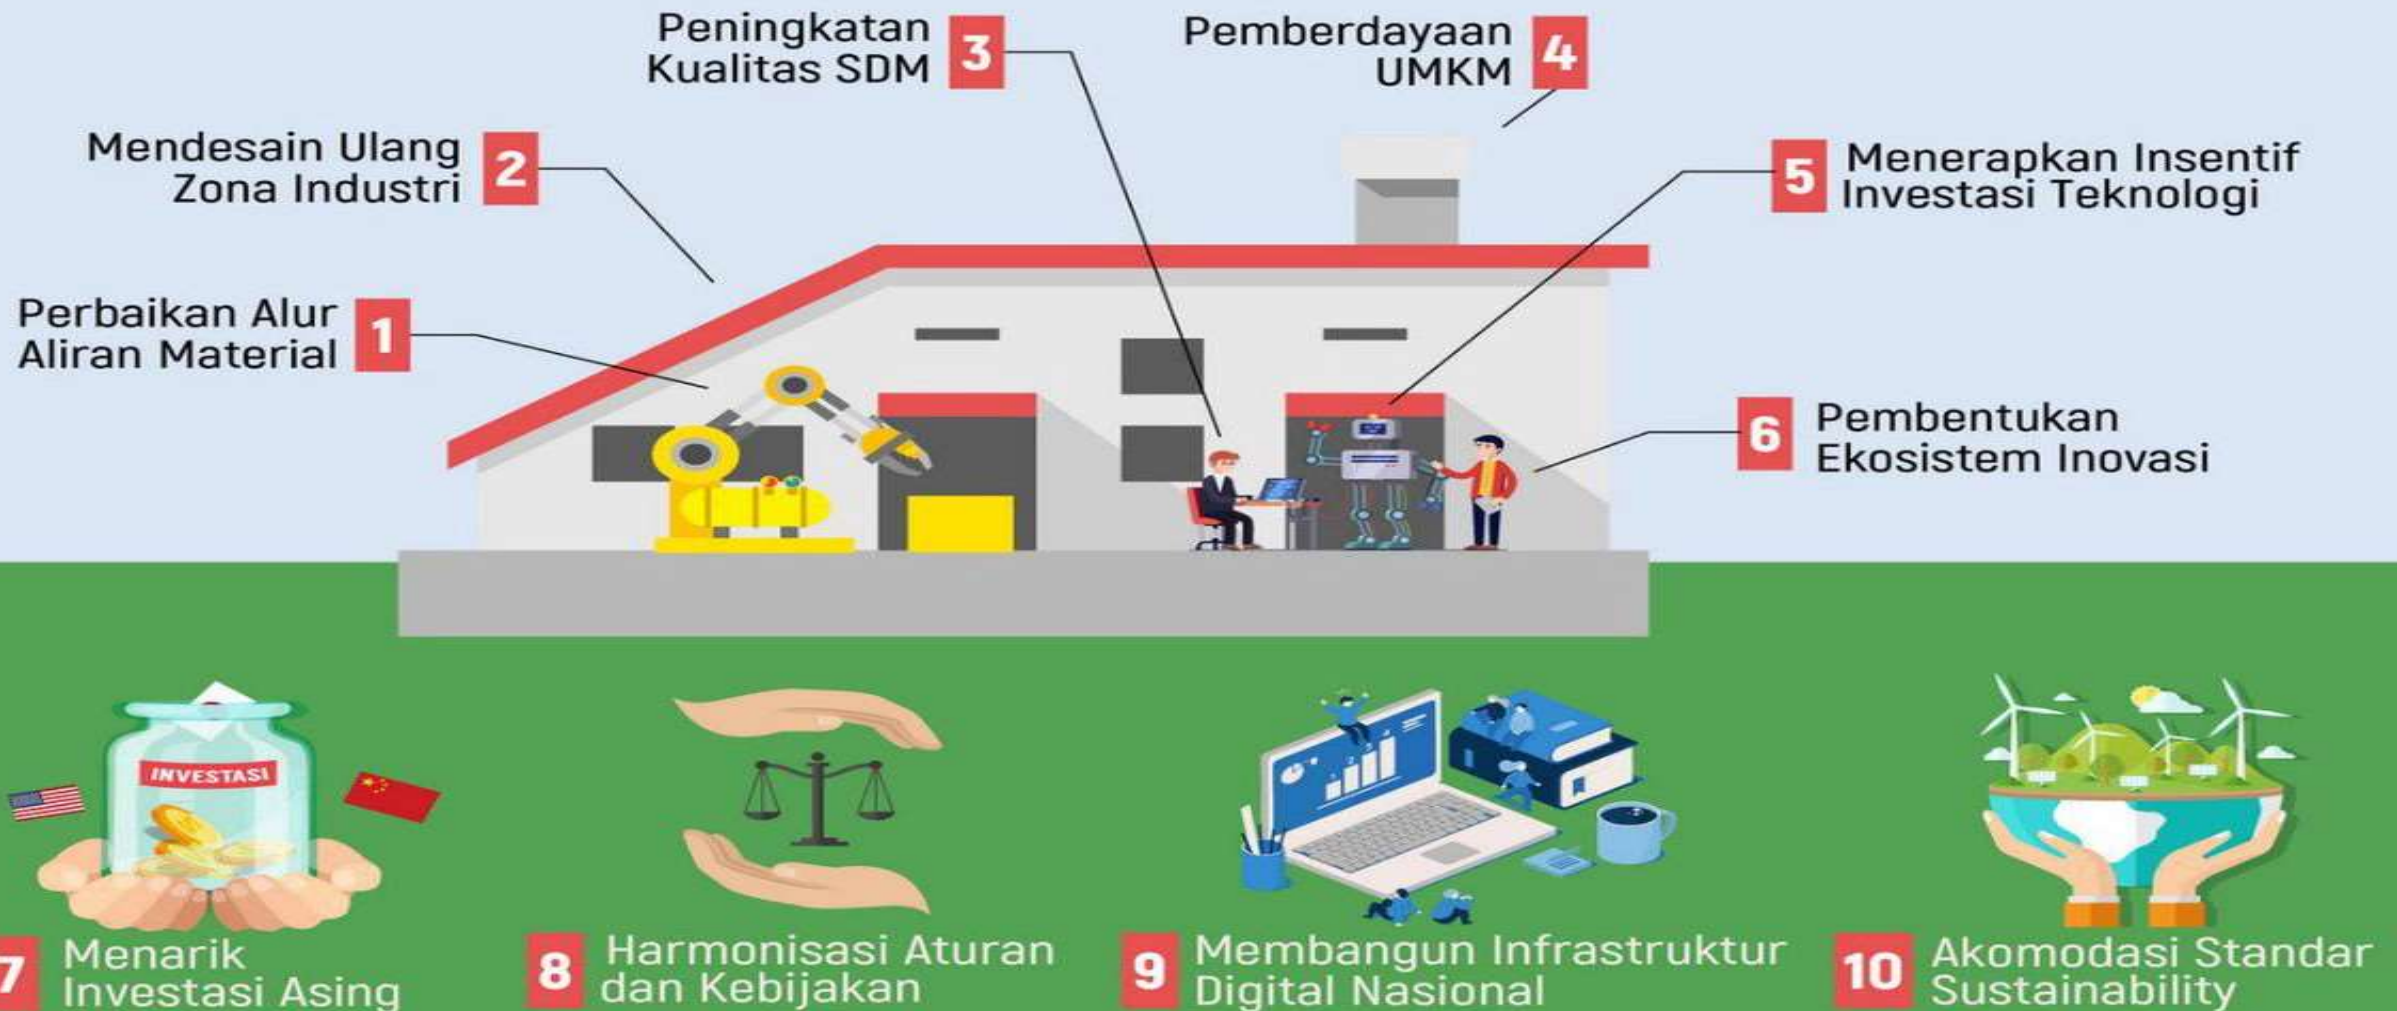 Perbaikan Alur
Aliran Material
1
Mendesain Ulang
Zona Industri
2
Peningkatan
Kualitas SDM
3
Pemberdayaan
UMKM
4
5
Menerapkan Insentif
Investasi Teknologi
6
Pembentukan
Ekosistem Inovasi
INVESTASI
7
Menarik
Investasi Asing
8
Harmonisasi Aturan
dan Kebijakan
9
Membangun Infrastruktur
Digital Nasional
10
Akomodasi Standar
Sustainability